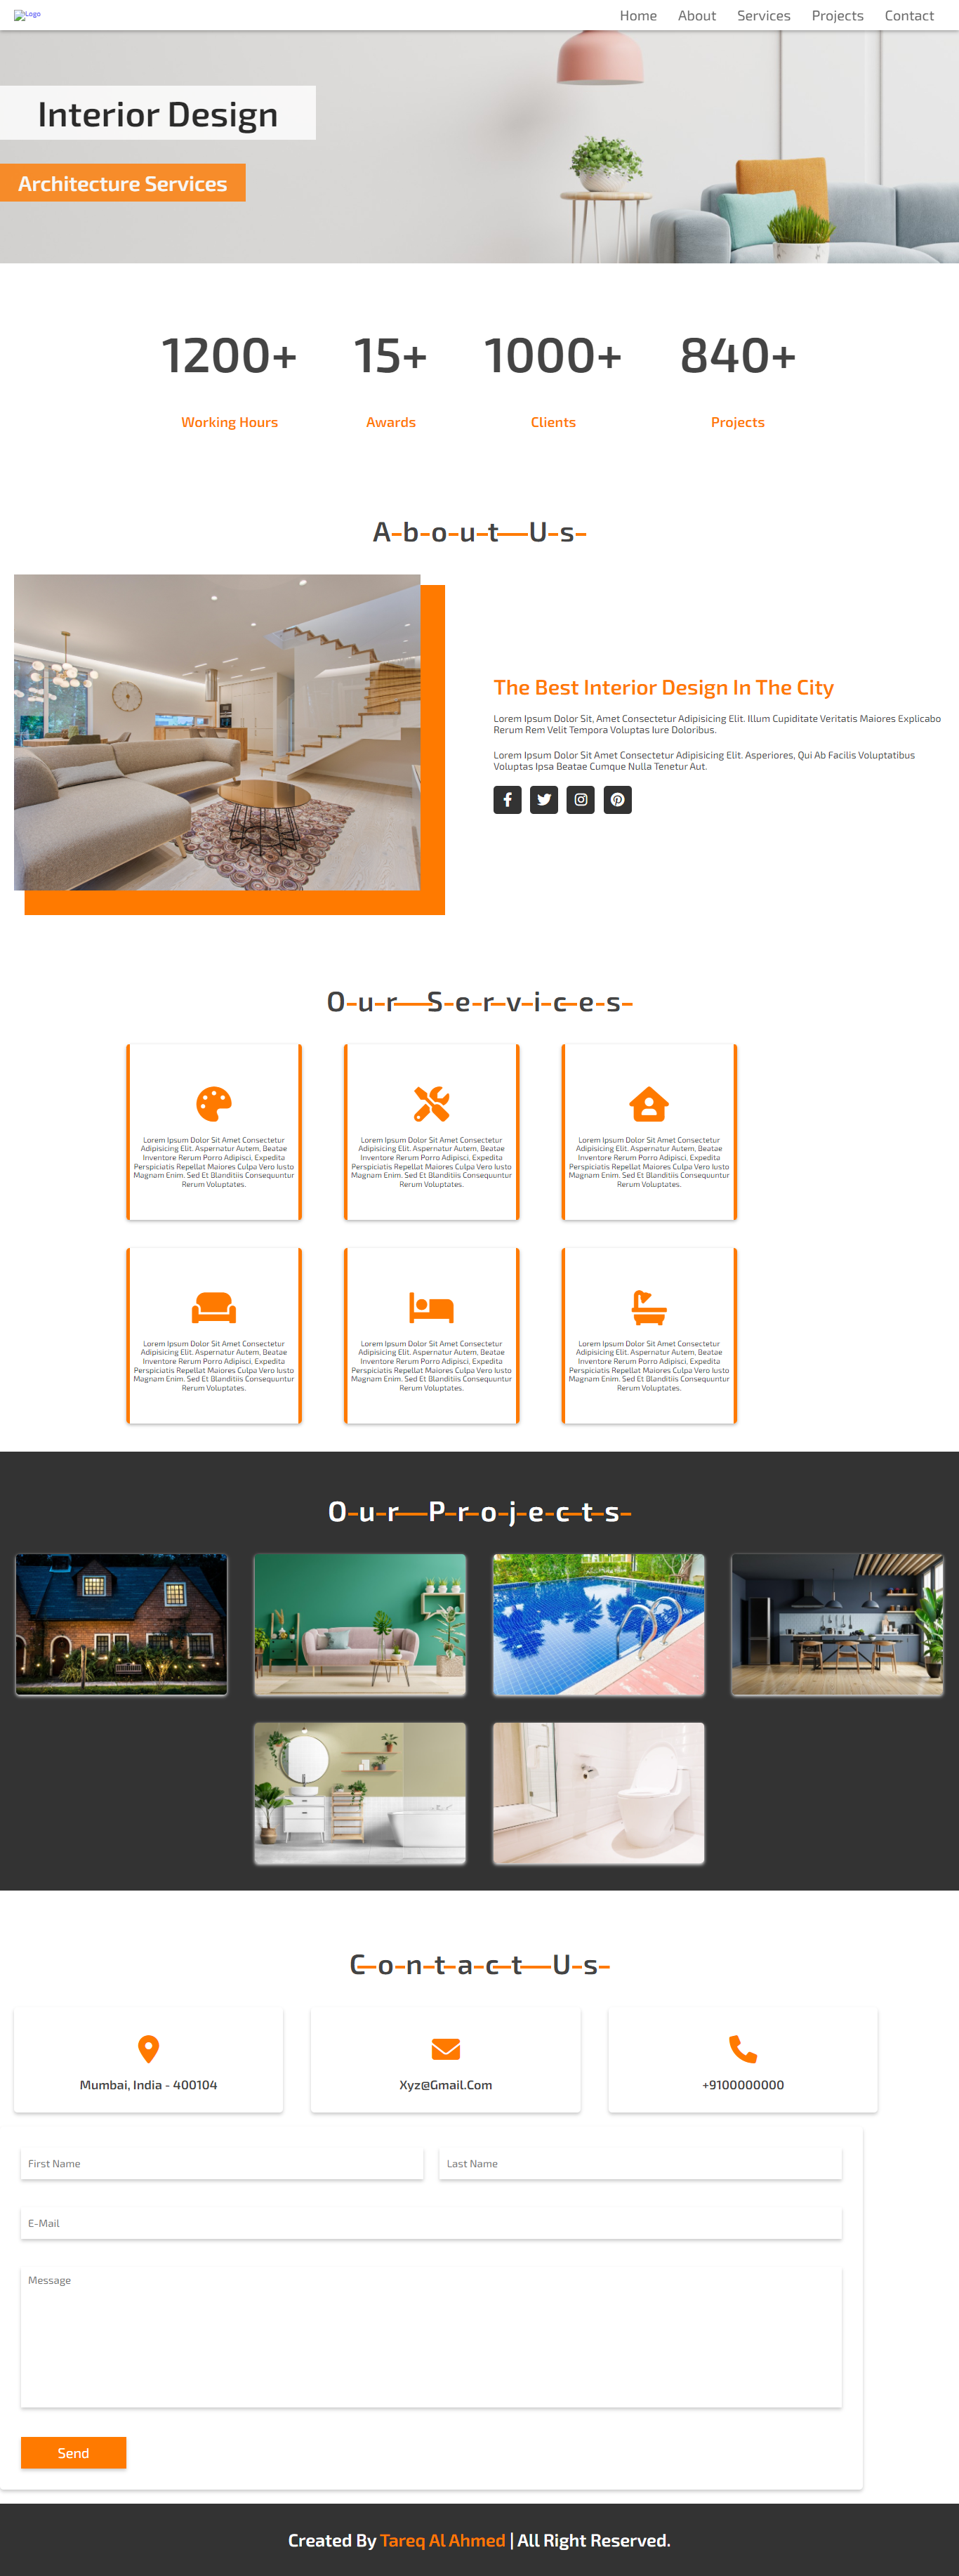 Logo
Home About Services Projects Contact
Interior Design
Architecture Services
1200+ 15+ 1000+ 840+
Working Hours Awards Clients Projects
About Us
The Best Interior Design In The City
Lorem Ipsum Dolor Sit, Amet Consectetur Adipisicing Elit. Illum Cupiditate Veritatis Maiores Explicabo
Rerum Rem Velit Tempora Voluptas Iure Doloribus.
Lorem Ipsum Dolor Sit Amet Consectetur Adipisicing Elit. Asperiores, Qui Ab Facilis Voluptatibus
Voluptas Ipsa Beatae Cumque Nulla Tenetur Aut.
Our Services
Lorem Ipsum Dolor Sit Amet Consectetur
Adipisicing Elit. Aspernatur Autem, Beatae
Inventore Rerum Porro Adipisci, Expedita
Perspiciatis Repellat Maiores Culpa Vero Iusto
Magnam Enim. Sed Et Blanditiis Consequuntur
Rerum Voluptates.
Lorem Ipsum Dolor Sit Amet Consectetur
Adipisicing Elit. Aspernatur Autem, Beatae
Inventore Rerum Porro Adipisci, Expedita
Perspiciatis Repellat Maiores Culpa Vero Iusto
Magnam Enim. Sed Et Blanditiis Consequuntur
Rerum Voluptates.
Lorem Ipsum Dolor Sit Amet Consectetur
Adipisicing Elit. Aspernatur Autem, Beatae
Inventore Rerum Porro Adipisci, Expedita
Perspiciatis Repellat Maiores Culpa Vero Iusto
Magnam Enim. Sed Et Blanditiis Consequuntur
Rerum Voluptates.
Lorem Ipsum Dolor Sit Amet Consectetur
Adipisicing Elit. Aspernatur Autem, Beatae
Inventore Rerum Porro Adipisci, Expedita
Perspiciatis Repellat Maiores Culpa Vero Iusto
Magnam Enim. Sed Et Blanditiis Consequuntur
Rerum Voluptates.
Lorem Ipsum Dolor Sit Amet Consectetur
Adipisicing Elit. Aspernatur Autem, Beatae
Inventore Rerum Porro Adipisci, Expedita
Perspiciatis Repellat Maiores Culpa Vero Iusto
Magnam Enim. Sed Et Blanditiis Consequuntur
Rerum Voluptates.
Lorem Ipsum Dolor Sit Amet Consectetur
Adipisicing Elit. Aspernatur Autem, Beatae
Inventore Rerum Porro Adipisci, Expedita
Perspiciatis Repellat Maiores Culpa Vero Iusto
Magnam Enim. Sed Et Blanditiis Consequuntur
Rerum Voluptates.
Our Projects
Contact Us
Mumbai, India - 400104
Xyz@Gmail.Com
+9100000000
First Name Last Name
E-Mail
Message
Send
Created By Tareq Al Ahmed | All Right Reserved.